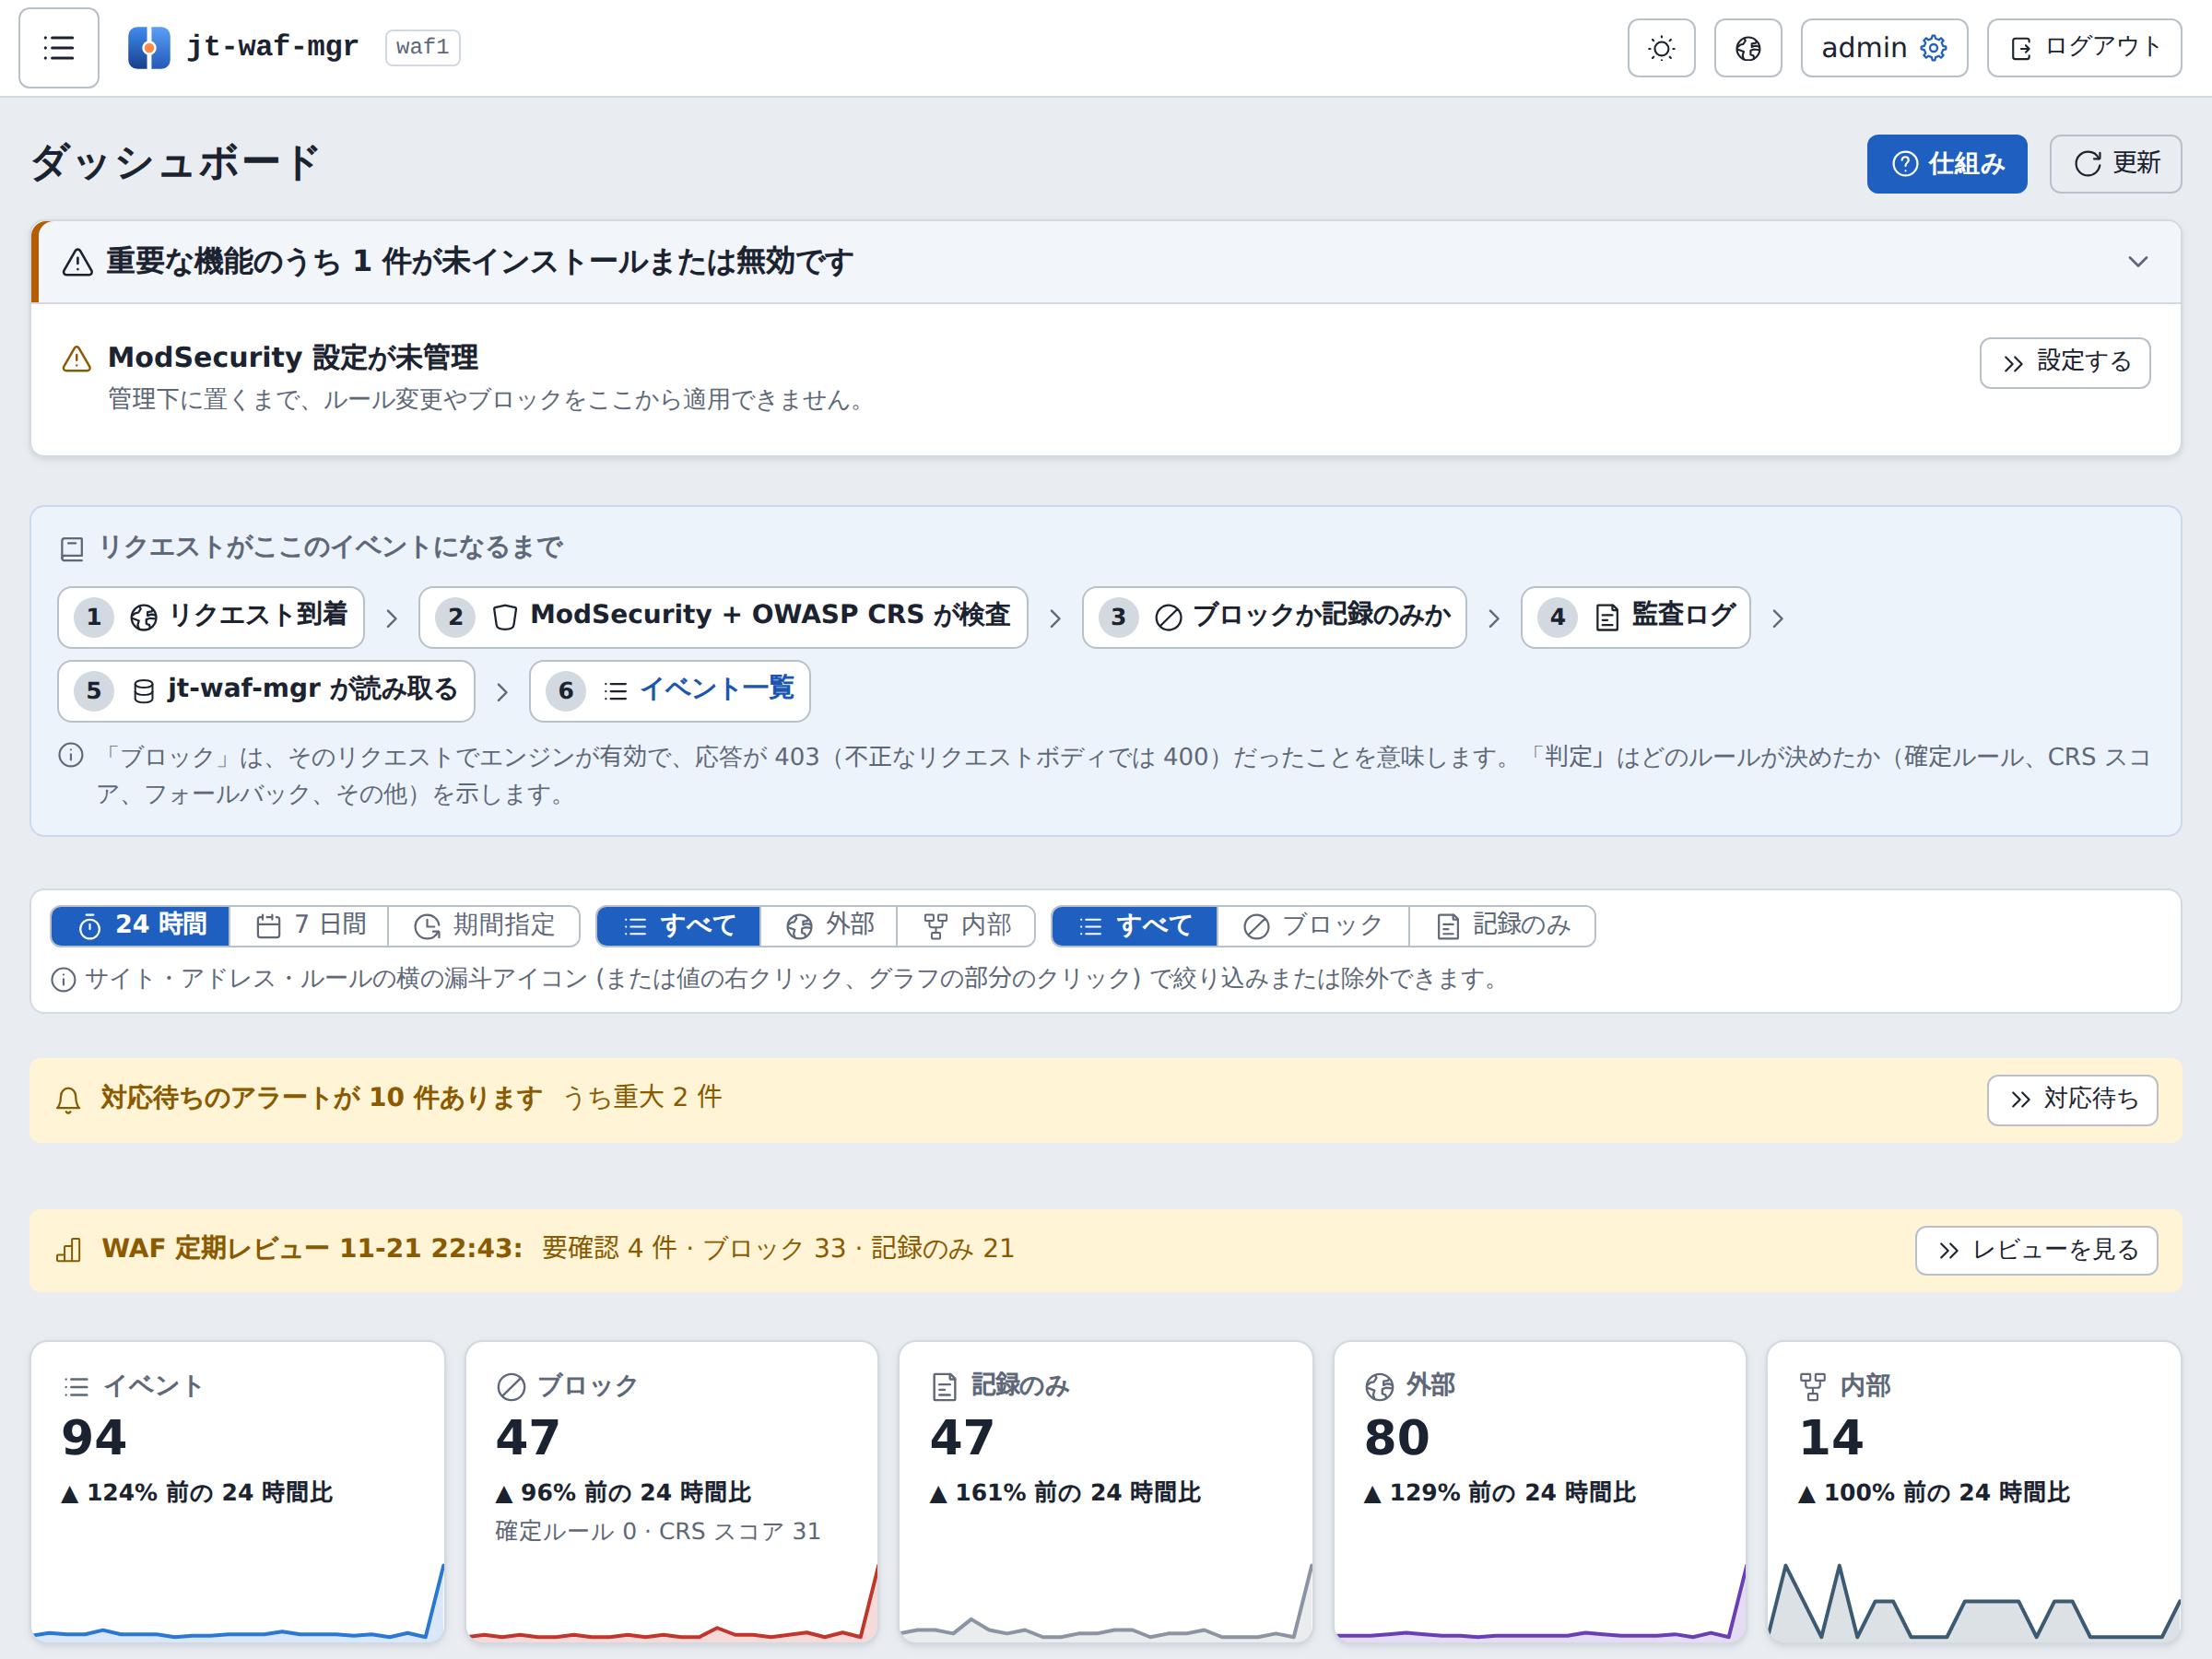 jt-waf-mgr waf1 admin ログアウト
ダッシュボード 仕組み 更新
重要な機能のうち 1 件が未インストールまたは無効です
ModSecurity 設定が未管理 設定する
管理下に置くまで、ルール変更やブロックをここから適用できません。
リクエストがここのイベントになるまで
1 リクエスト到着 2 ModSecurity + OWASP CRS が検査 3 ブロックか記録のみか 4 監査ログ
5 jt-waf-mgr が読み取る 6 イベント一覧
「ブロック」は、そのリクエストでエンジンが有効で、応答が 403（不正なリクエストボディでは 400）だったことを意味します。「判定」はどのルールが決めたか（確定ルール、CRS スコ
ア、フォールバック、その他）を示します。
24 時間 7 日間 期間指定 すべて 外部 内部 すべて ブロック 記録のみ
サイト・アドレス・ルールの横の漏斗アイコン (または値の右クリック、グラフの部分のクリック) で絞り込みまたは除外できます。
対応待ちのアラートが 10 件あります うち重大 2 件 対応待ち
WAF 定期レビュー 11-21 22:43: 要確認 4 件 · ブロック 33 · 記録のみ 21 レビューを見る
イベント ブロック 記録のみ 外部 内部
94 47 47 80 14
▲ 124% 前の 24 時間比 ▲ 96% 前の 24 時間比 ▲ 161% 前の 24 時間比 ▲ 129% 前の 24 時間比 ▲ 100% 前の 24 時間比
確定ルール 0 · CRS スコア 31